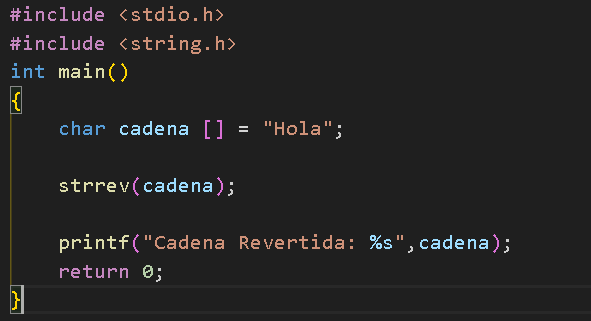 #include <stdio.h>
#include <string.h>
int main()
{
    char cadena [] = "Hola";
    strrev(cadena);
    printf("Cadena Revertida: %s",cadena);
    return 0;
}